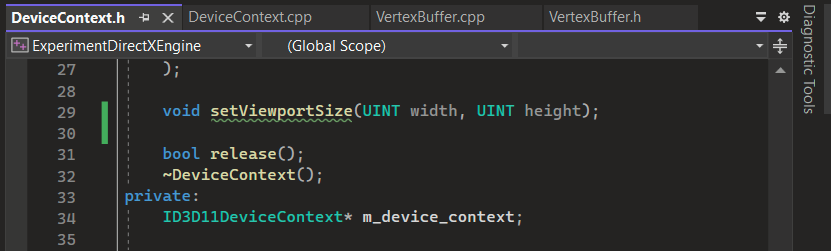 DeviceContext.h DeviceContext.cpp VertexBuffer.cpp VertexBuffer.h
ExperimentDirectXEngine (Global Scope)
27 );
28
29 void setViewportSize(UINT width, UINT height);
30
31 bool release();
32 ~DeviceContext();
33 private:
34 ID3D11DeviceContext* m_device_context;
35
Diagnostic Tools